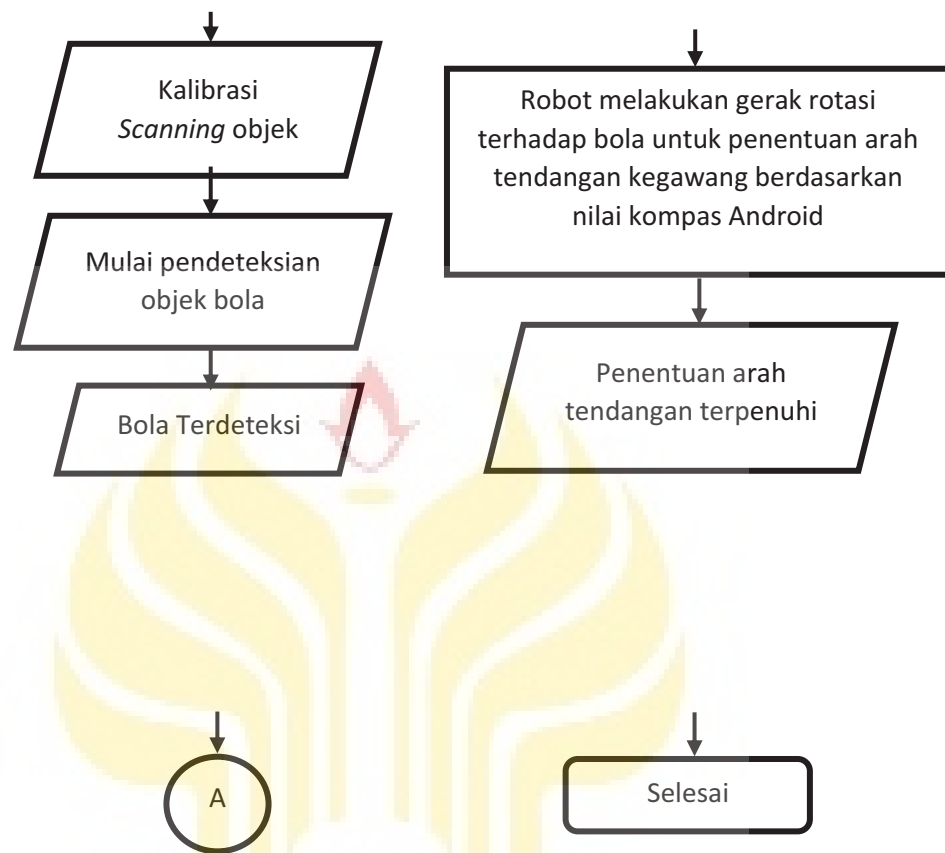 Kalibrasi
Scanning objek
Mulai pendeteksian
objek bola
Bola Terdeteksi
A
Robot melakukan gerak rotasi
terhadap bola untuk penentuan arah
tendangan kegawang berdasarkan
nilai kompas Android
Penentuan arah
tendangan terpenuhi
Selesai